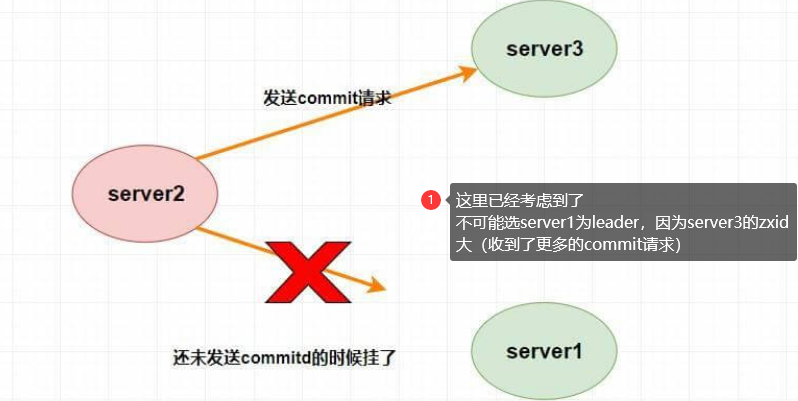 server3
发送commit请求
server2
1
这里已经考虑到了
不可能选server1为leader，因为server3的zxid
大（收到了更多的commit请求）
还未发送commitd的时候挂了
server1